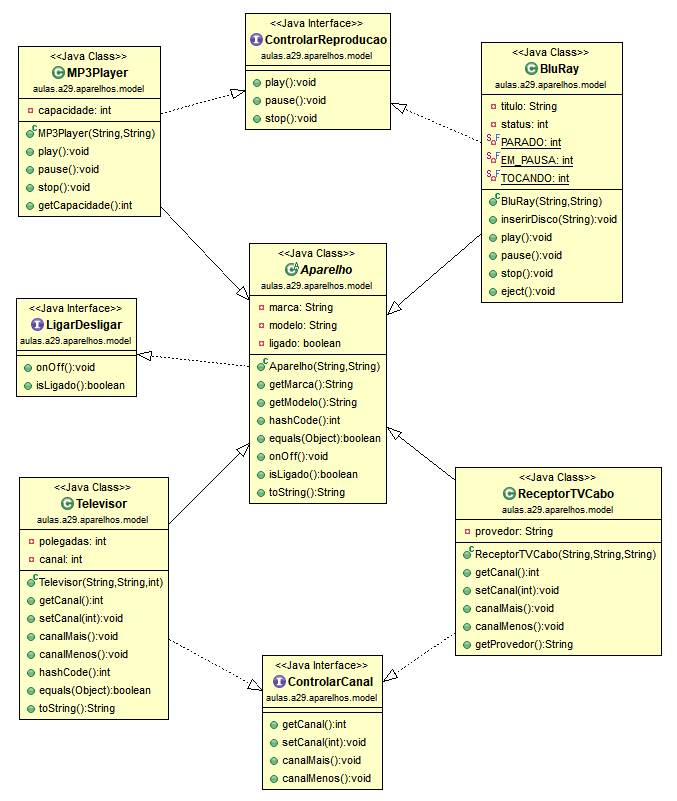 <<Java Class>>
MP3Player
aulas.a29.aparelhos.model
capacidade: int
MP3Player(String,String)
play():void
pause():void
stop():void
getCapacidade():int
<<Java Interface>>
ControlarReproducao
aulas.a29.aparelhos.model
play():void
pause():void
stop():void
<<Java Class>>
BluRay
aulas.a29.aparelhos.model
titulo: String
status: int
PARADO: int
EM_PAUSA: int
TOCANDO: int
BluRay(String,String)
inserirDisco(String):void
play():void
pause():void
stop():void
eject():void
<<Java Interface>>
LigarDesligar
aulas.a29.aparelhos.model
onOff():void
isLigado():boolean
<<Java Class>>
Aparelho
aulas.a29.aparelhos.model
marca: String
modelo: String
ligado: boolean
Aparelho(String,String)
getMarca():String
getModelo():String
hashCode():int
equals(Object):boolean
onOff():void
isLigado():boolean
toString():String
<<Java Class>>
Televisor
aulas.a29.aparelhos.model
polegadas: int
canal: int
Televisor(String,String,int)
getCanal():int
setCanal(int):void
canalMais():void
canalMenos():void
hashCode():int
equals(Object):boolean
toString():String
<<Java Class>>
ReceptorTVCabo
aulas.a29.aparelhos.model
provedor: String
ReceptorTVCabo(String,String,String)
getCanal():int
setCanal(int):void
canalMais():void
canalMenos():void
getProvedor():String
<<Java Interface>>
ControlarCanal
aulas.a29.aparelhos.model
getCanal():int
setCanal(int):void
canalMais():void
canalMenos():void